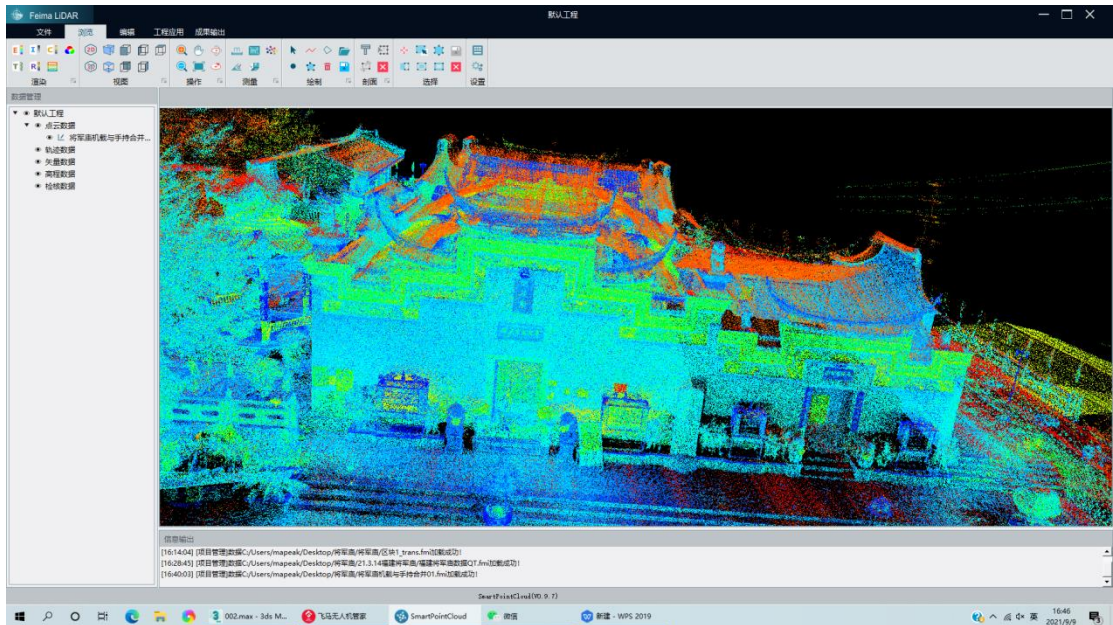 Feima LiDAR
默认工程
文件 浏览 编辑 工程应用 成果输出
渲染 视图 操作 测量 绘制 剖面 选择 设置
数据管理
默认工程
点云数据
将军庙机载与手持合并...
轨迹数据
矢量数据
高程数据
检核数据
信息输出
[16:14:04] [项目管理]数据C:/Users/mapeak/Desktop/将军庙/将军庙/区块1_trans.fmi加载成功!
[16:28:45] [项目管理]数据C:/Users/mapeak/Desktop/将军庙/21.3.14福建将军庙/福建将军庙数据QT.fmi加载成功!
[16:40:03] [项目管理]数据C:/Users/mapeak/Desktop/将军庙/将军庙机载与手持合并01.fmi加载成功!
SmartPointCloud(V0.9.7)
002.max - 3ds M... 飞马无人机管家 SmartPointCloud 微信 新建 - WPS 2019
英
16:46
2021/9/9